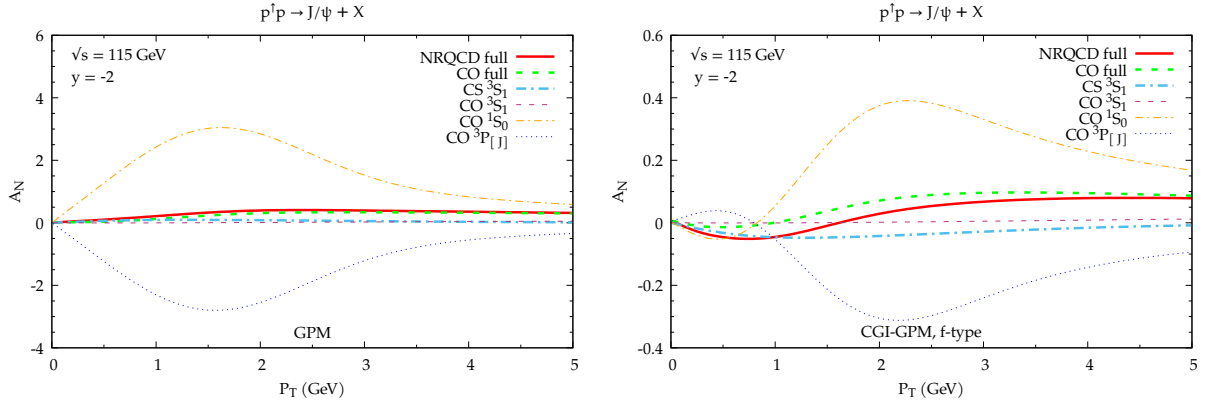 p↑p → J/ψ + X
√s = 115 GeV
y = -2
NRQCD full
CO full
CS ³S₁
CO ³S₁
CO ¹S₀
CO ³P[J]
A_N
6
4
2
0
-2
-4
GPM
0 1 2 3 4 5
P_T (GeV)
p↑p → J/ψ + X
√s = 115 GeV
y = -2
NRQCD full
CO full
CS ³S₁
CO ³S₁
CO ¹S₀
CO ³P[J]
A_N
0.6
0.4
0.2
0
-0.2
-0.4
CGI-GPM, f-type
0 1 2 3 4 5
P_T (GeV)